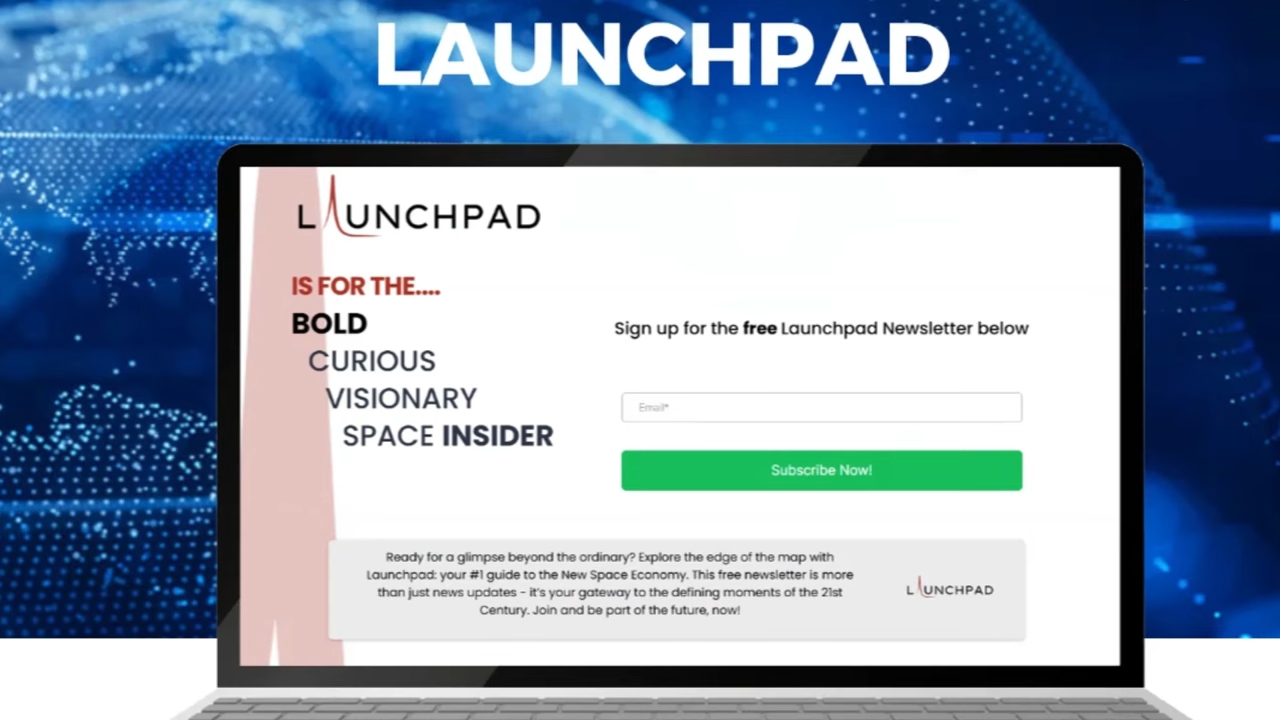 LAUNCHPAD
LAUNCHPAD
IS FOR THE....
BOLD
CURIOUS
VISIONARY
SPACE INSIDER
Sign up for the free Launchpad Newsletter below
Email*
Subscribe Now!
Ready for a glimpse beyond the ordinary? Explore the edge of the map with
Launchpad: your #1 guide to the New Space Economy. This free newsletter is more
than just news updates - it's your gateway to the defining moments of the 21st
Century. Join and be part of the future, now!
LAUNCHPAD